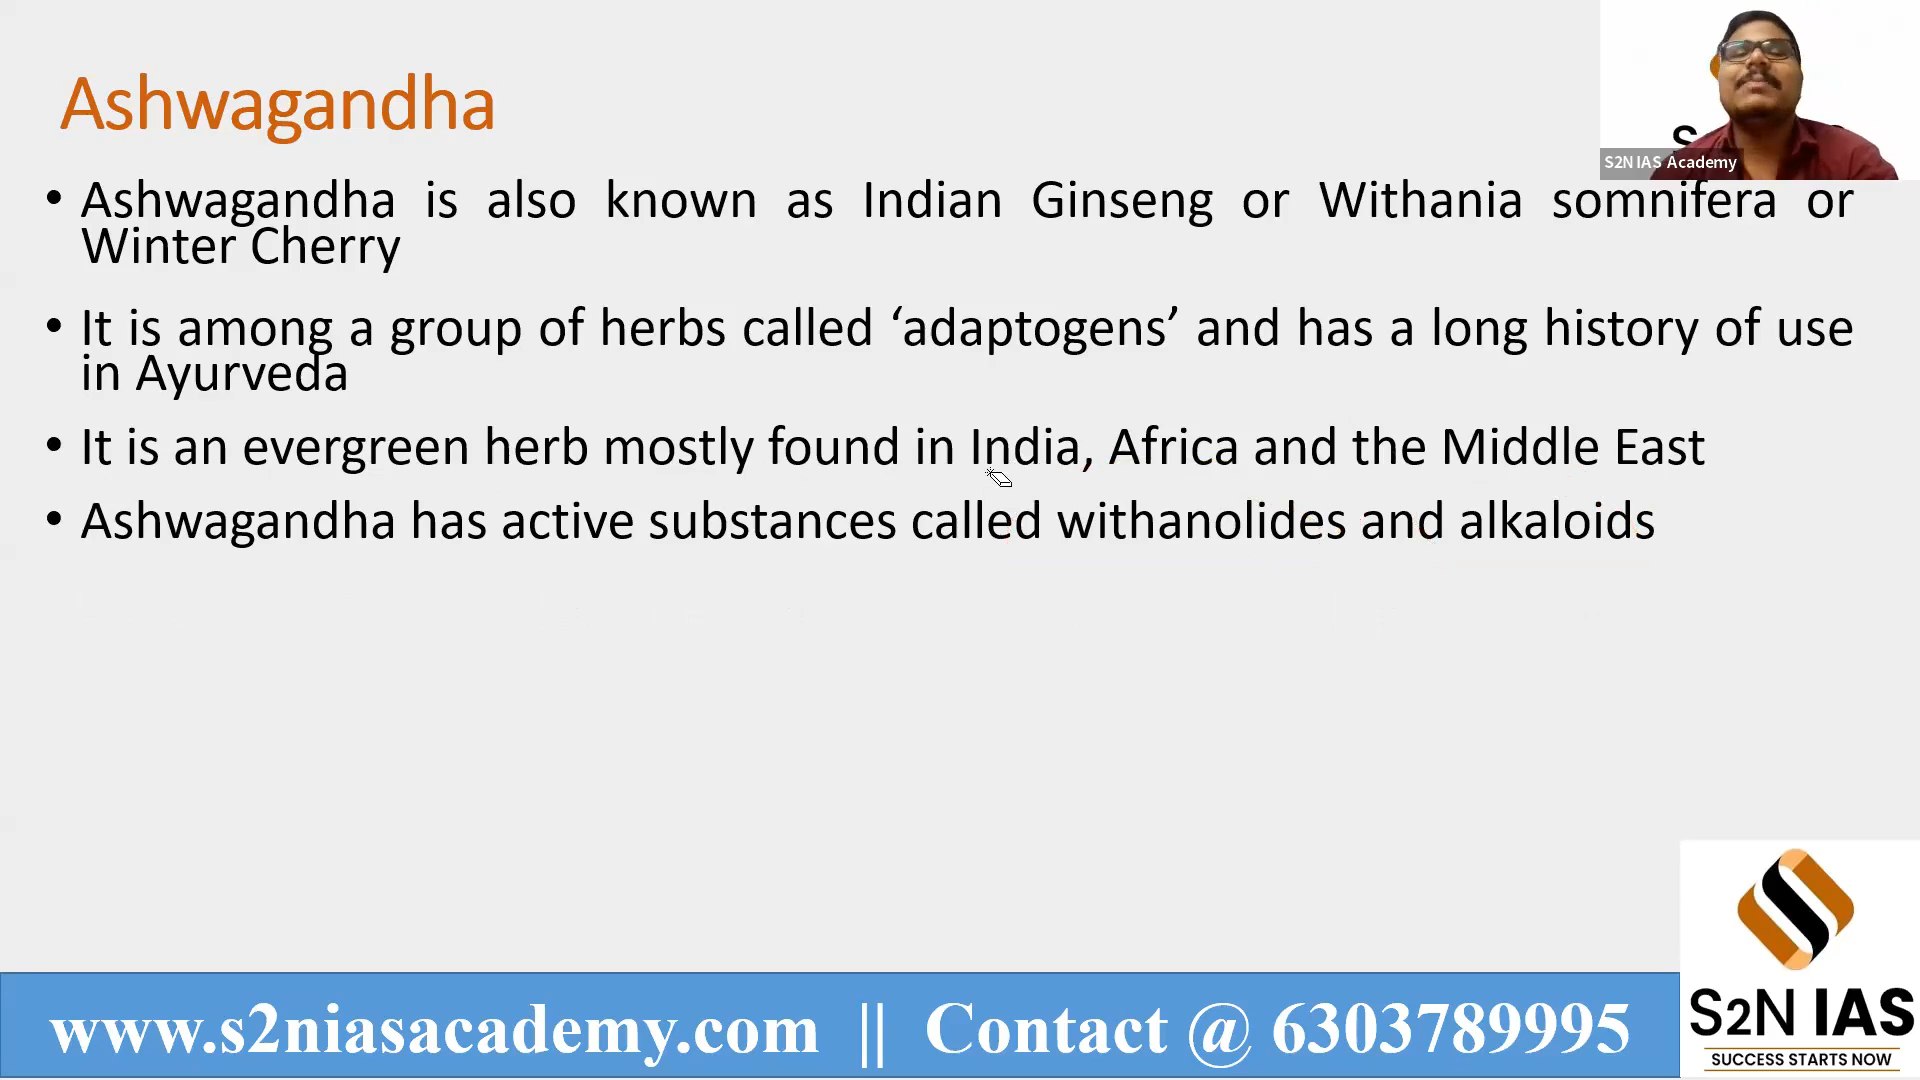 Ashwagandha
S2N IAS Academy
• Ashwagandha is also known as Indian Ginseng or Withania somnifera or
Winter Cherry
• It is among a group of herbs called ‘adaptogens’ and has a long history of use
in Ayurveda
• It is an evergreen herb mostly found in India, Africa and the Middle East
• Ashwagandha has active substances called withanolides and alkaloids
www.s2niasacademy.com || Contact @ 6303789995
S2N IAS
SUCCESS STARTS NOW